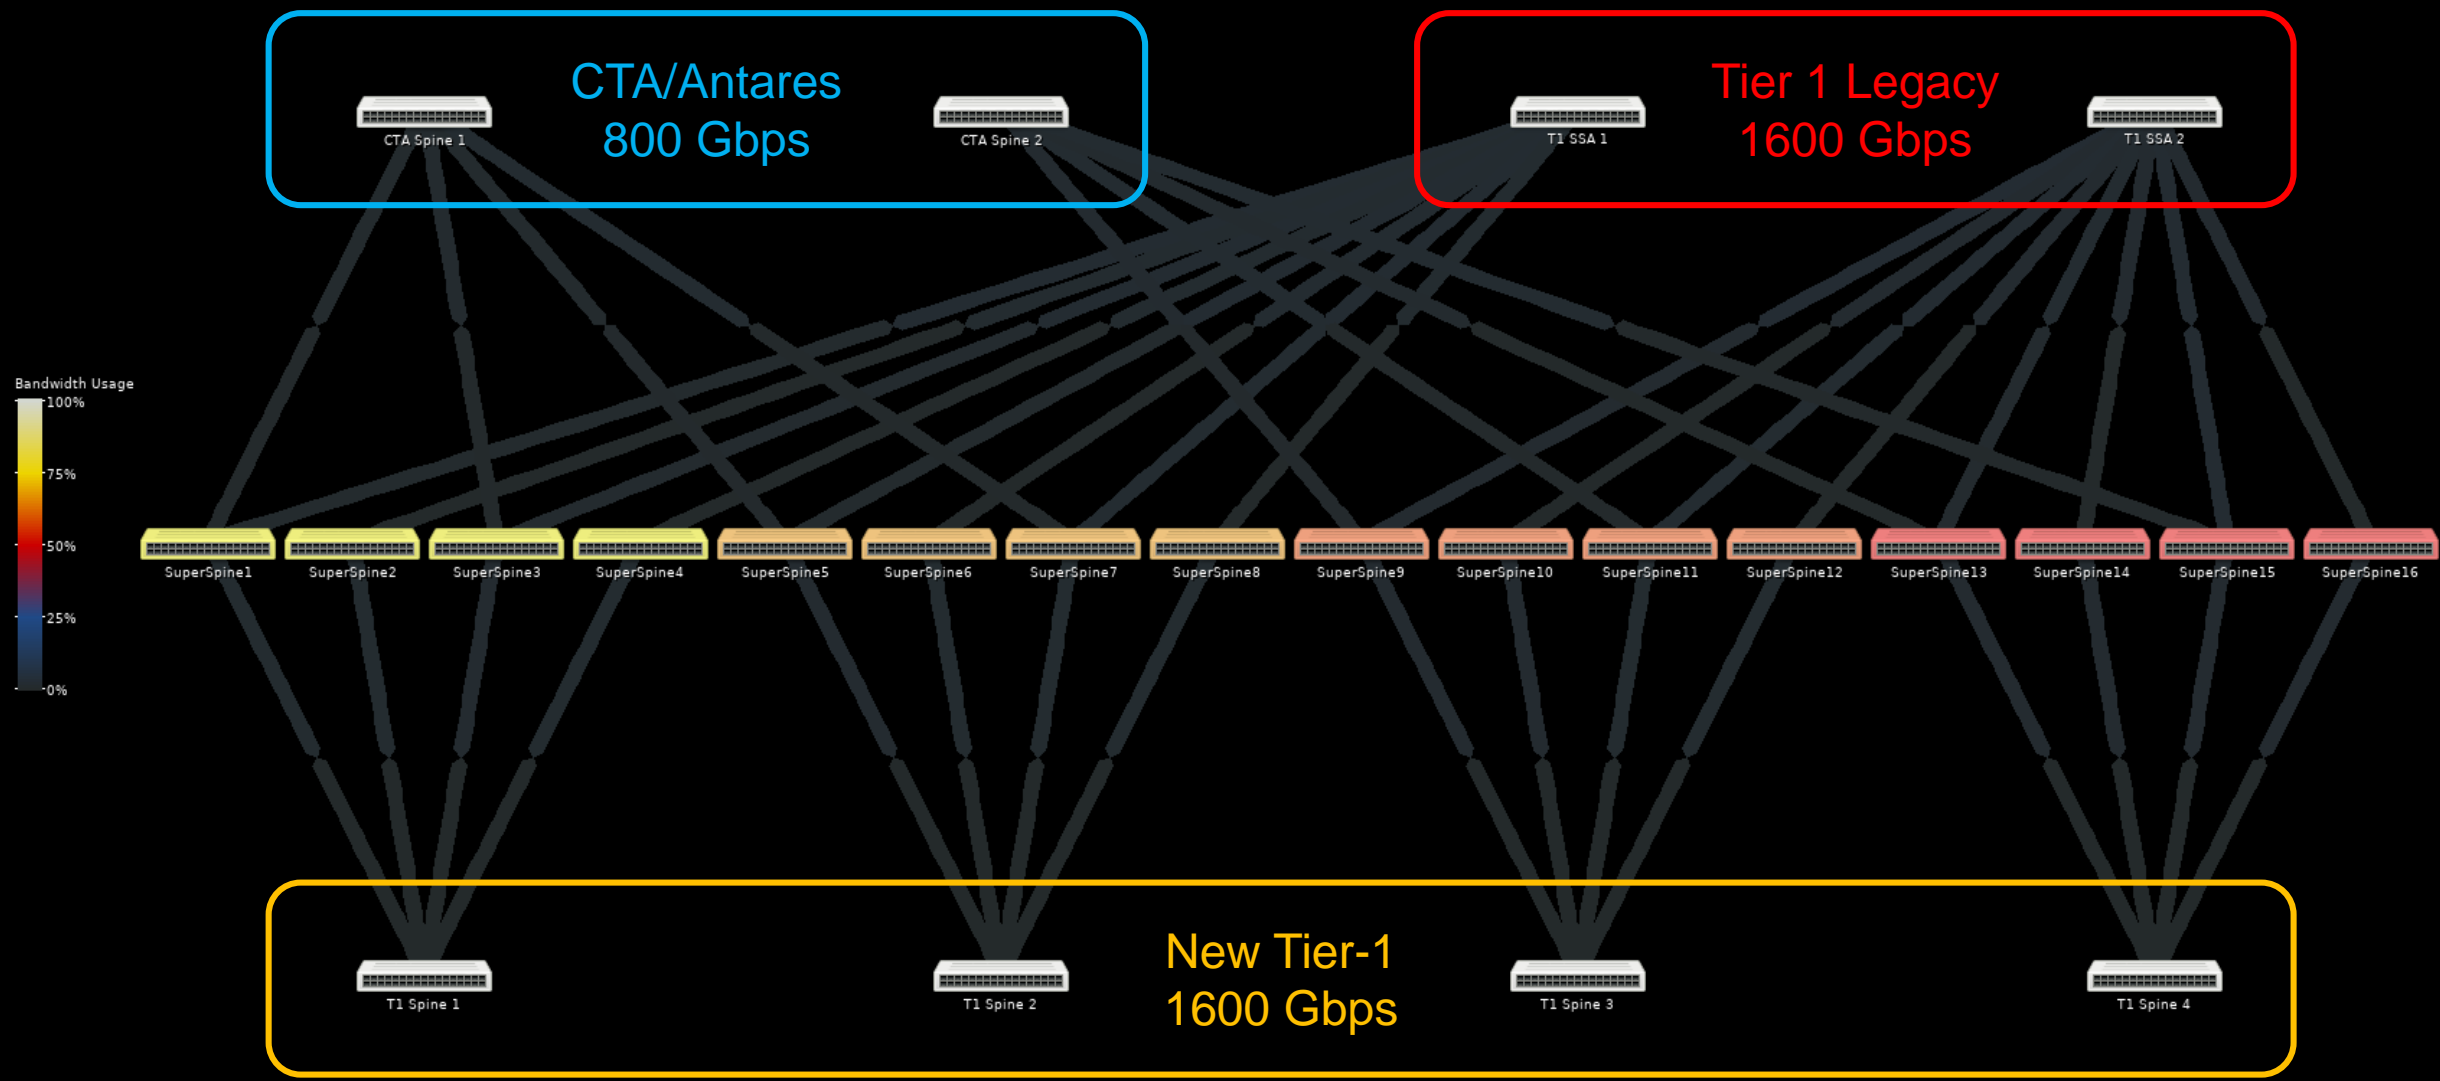 CTA/Antares
800 Gbps
Tier 1 Legacy
1600 Gbps
CTA Spine 1
CTA Spine 2
T1 SSA 1
T1 SSA 2
Bandwidth Usage
100%
75%
50%
25%
0%
SuperSpine1
SuperSpine2
SuperSpine3
SuperSpine4
SuperSpine5
SuperSpine6
SuperSpine7
SuperSpine8
SuperSpine9
SuperSpine10
SuperSpine11
SuperSpine12
SuperSpine13
SuperSpine14
SuperSpine15
SuperSpine16
New Tier-1
1600 Gbps
T1 Spine 1
T1 Spine 2
T1 Spine 3
T1 Spine 4